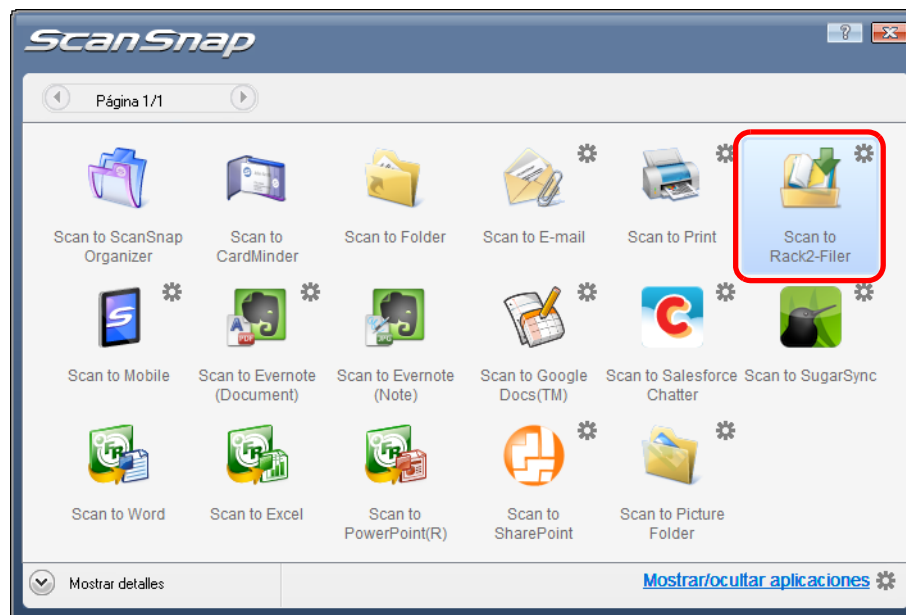 ScanSnap
?
Página 1/1
Scan to ScanSnap
Organizer
Scan to
CardMinder
Scan to Folder
Scan to E-mail
Scan to Print
Scan to
Rack2-Filer
Scan to Mobile
Scan to Evernote
(Document)
Scan to Evernote
(Note)
Scan to Google
Docs(TM)
Scan to Salesforce
Chatter
Scan to SugarSync
Scan to Word
Scan to Excel
Scan to
PowerPoint(R)
Scan to
SharePoint
Scan to Picture
Folder
Mostrar detalles
Mostrar/ocultar aplicaciones